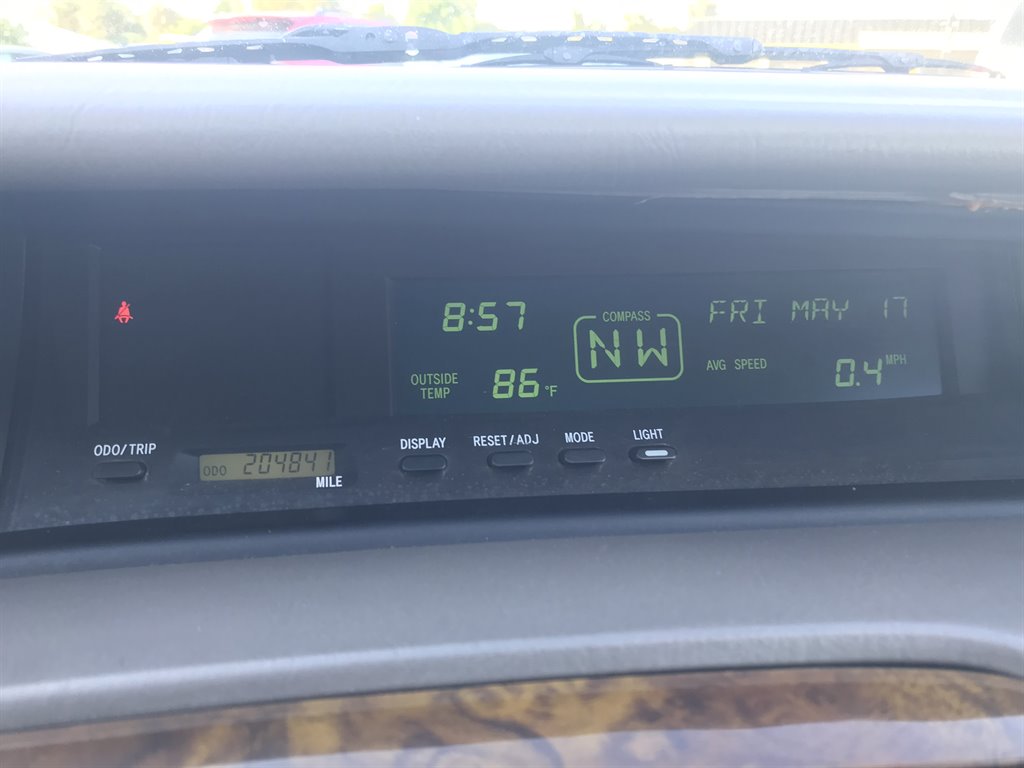 8:57
COMPASS
NW
FRI MAY 17
OUTSIDE
TEMP
86 °F
AVG SPEED
0.4 MPH
ODO/TRIP
ODO 204841
MILE
DISPLAY
RESET/ADJ
MODE
LIGHT